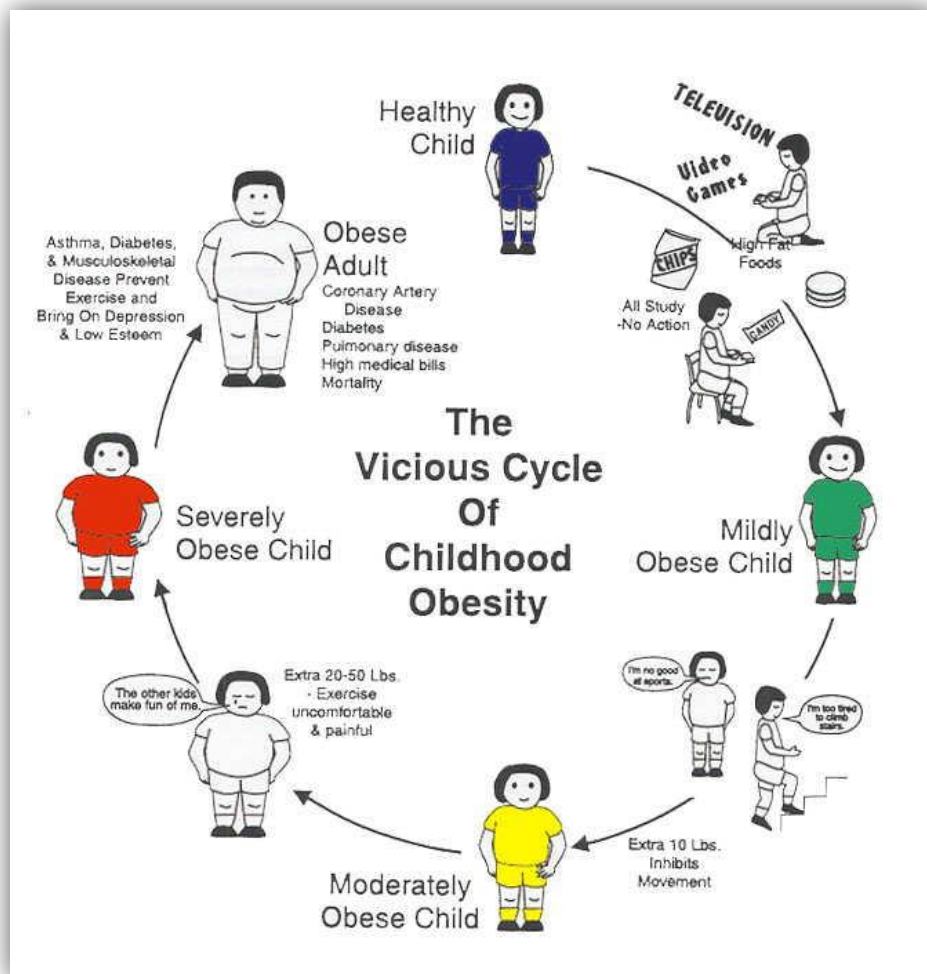 Healthy
Child
TELEVISION
Video
Games
CHIPS
High Fat
Foods
All Study
-No Action
CANDY
Mildly
Obese Child
I'm no good
at sports.
I'm too tired
to climb
stairs.
Extra 10 Lbs.
Inhibits
Movement
Moderately
Obese Child
Extra 20-50 Lbs.
- Exercise
uncomfortable
& painful
The other kids
make fun of me.
Severely
Obese Child
Asthma, Diabetes,
& Musculoskeletal
Disease Prevent
Exercise and
Bring On Depression
& Low Esteem
Obese
Adult
Coronary Artery
Disease
Diabetes
Pulmonary disease
High medical bills
Mortality
The
Vicious Cycle
Of
Childhood
Obesity